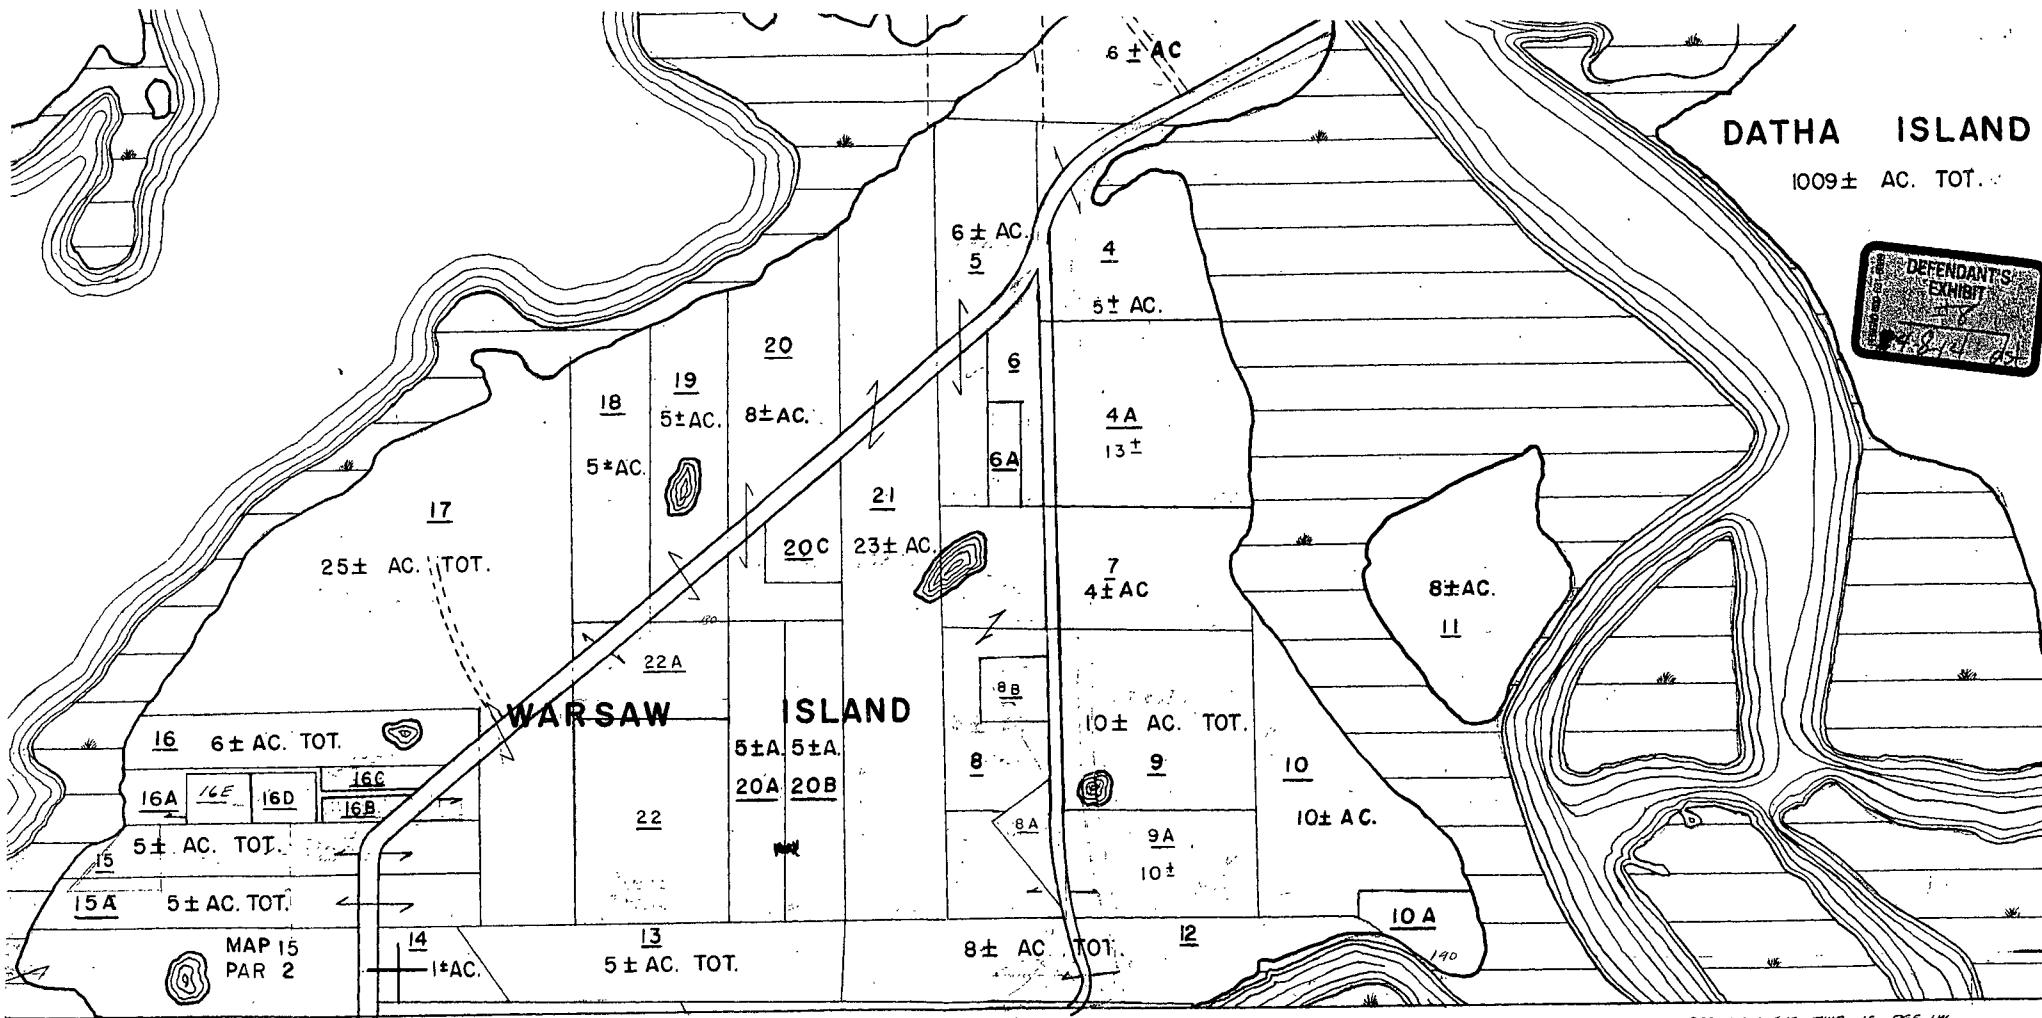 6 ± AC
DATHA ISLAND
1009± AC. TOT.
DEFENDANT'S
EXHIBIT
6 ± AC.
5
4
5± AC.
20
8±AC.
19
5±AC.
18
5±AC.
6
6A
4A
13±
17
25± AC. TOT.
21
23± AC.
20C
7
4±AC
8±AC.
11
22A
8B
WARSAW ISLAND
10± AC. TOT.
9
16 6± AC. TOT.
5±A. 5±A.
20A 20B
8
10
10± AC.
16A
16E
16D
16C
16B
22
8A
9A
10±
5± AC. TOT.
15
15A
5± AC. TOT.
10A
190
MAP 15
PAR 2
14
1±AC.
13
5± AC. TOT.
8± AC. TOT.
12